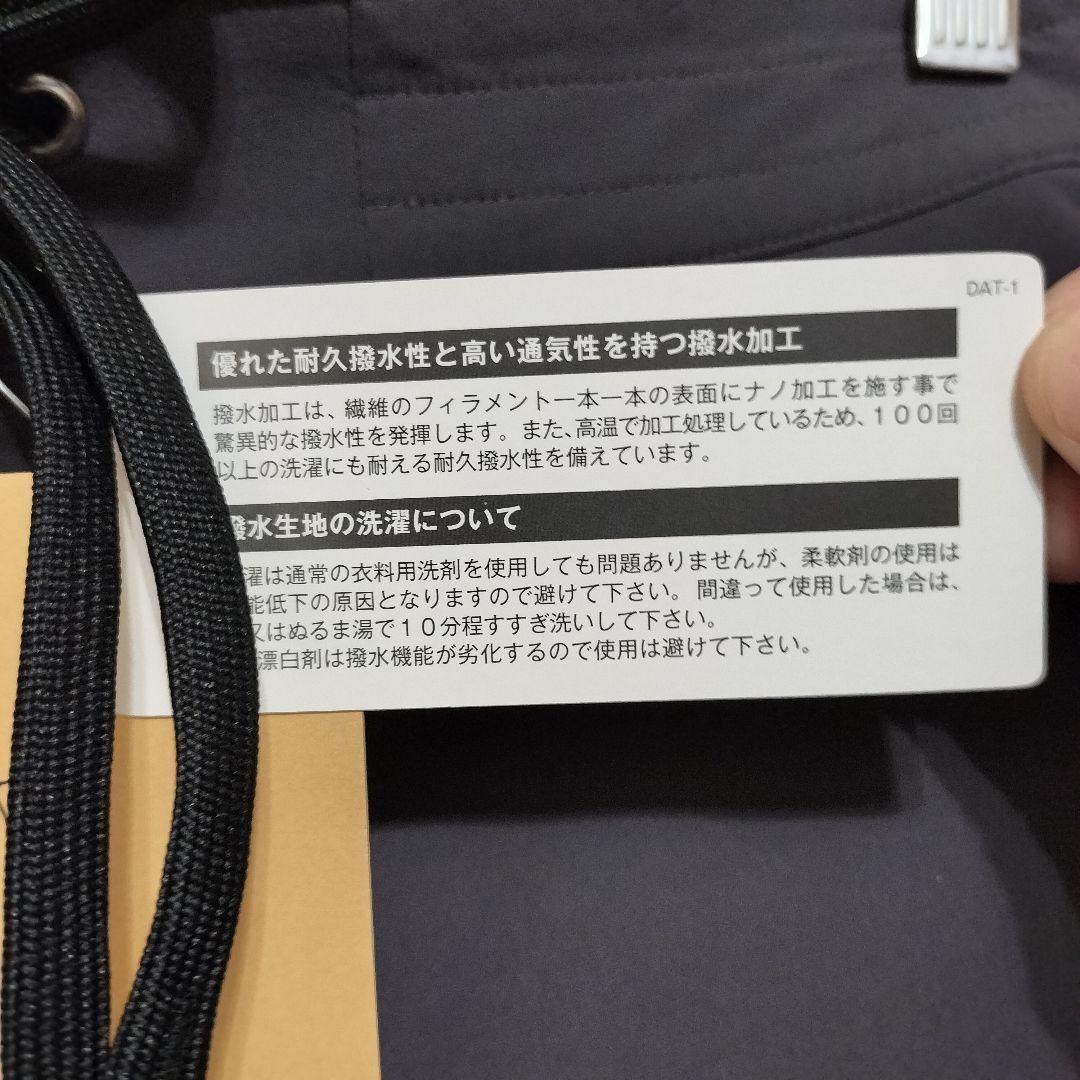 DAT-1
優れた耐久撥水性と高い通気性を持つ撥水加工
撥水加工は、繊維のフィラメント一本一本の表面にナノ加工を施す事で
驚異的な撥水性を発揮します。また、高温で加工処理しているため、１００回
以上の洗濯にも耐える耐久撥水性を備えています。
撥水生地の洗濯について
濯は通常の衣料用洗剤を使用しても問題ありませんが、柔軟剤の使用は
能低下の原因となりますので避けて下さい。間違って使用した場合は、
又はぬるま湯で１０分程すすぎ洗いして下さい。
漂白剤は撥水機能が劣化するので使用は避けて下さい。